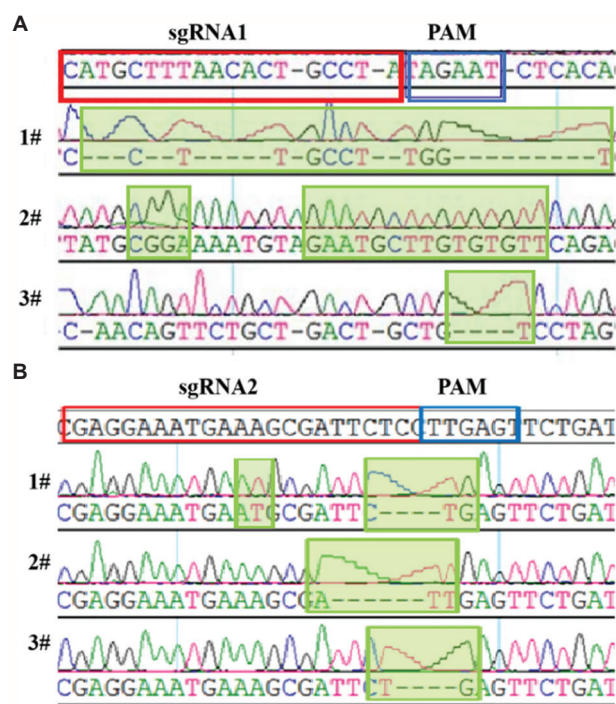 A
sgRNA1 PAM
CATGCTTTAACACT-GCCT-ATAGAAT-CTCACA
1#
TC---C--T-----T-GCCT--TGG---------T
2#
TATGCGGAAAATGTAGAATGCTTGTGTGTTCAGA
3#
C-AACAGTTCTGCT-GACT-GCTG----TCCTAG
B
sgRNA2 PAM
CGAGGAAATGAAAGCGATTCTCCTTGAGTTCTGAT
1#
CGAGGAAATGAATGCGATTC----TGAGTTCTGAT
2#
CGAGGAAATGAAAGCGA------TTGAGTTCTGAT
3#
CGAGGAAATGAAAGCGATTCT----GAGTTCTGAT